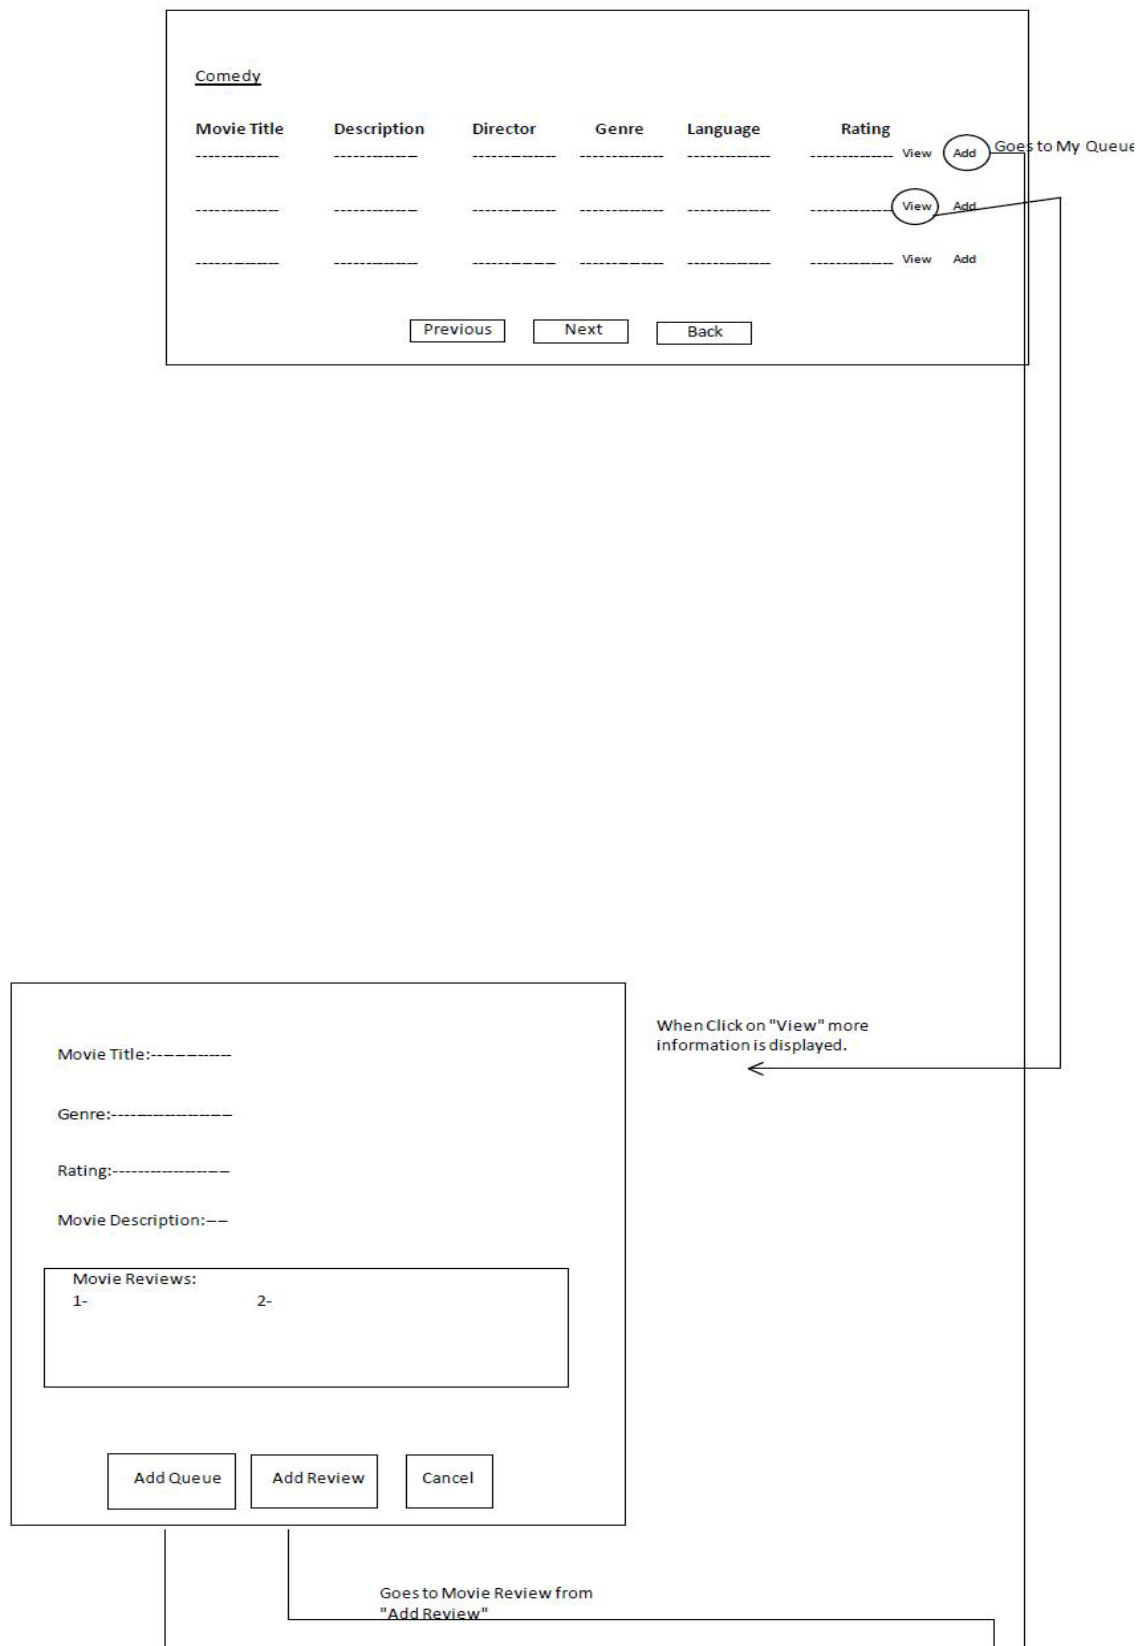 Comedy
Movie Title Description Director Genre Language Rating
-------------- -------------- -------------- -------------- -------------- -------------- View Add Goes to My Queue
-------------- -------------- -------------- -------------- -------------- -------------- View Add
-------------- -------------- -------------- -------------- -------------- -------------- View Add
Previous Next Back
When Click on "View" more
information is displayed.
Movie Title:-------------
Genre:--------------------
Rating:-------------------
Movie Description:---
Movie Reviews:
1- 2-
Add Queue Add Review Cancel
Goes to Movie Review from
"Add Review"